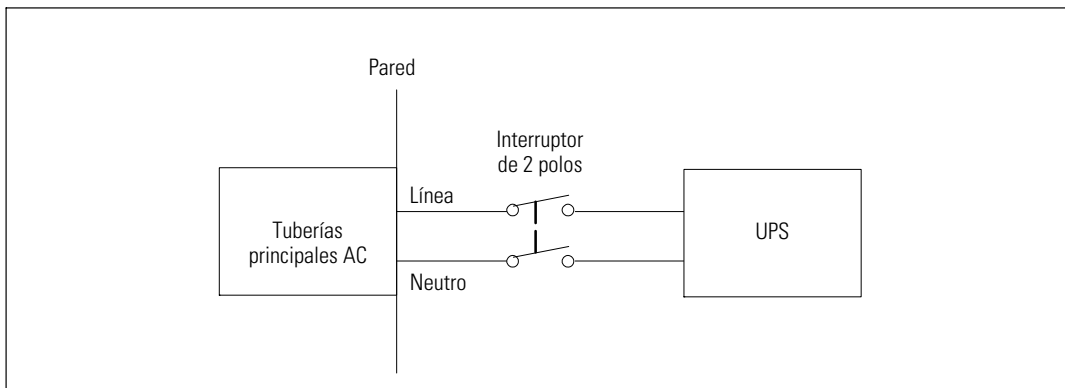 Pared
Interruptor
de 2 polos
Línea
Tuberías
principales AC
UPS
Neutro